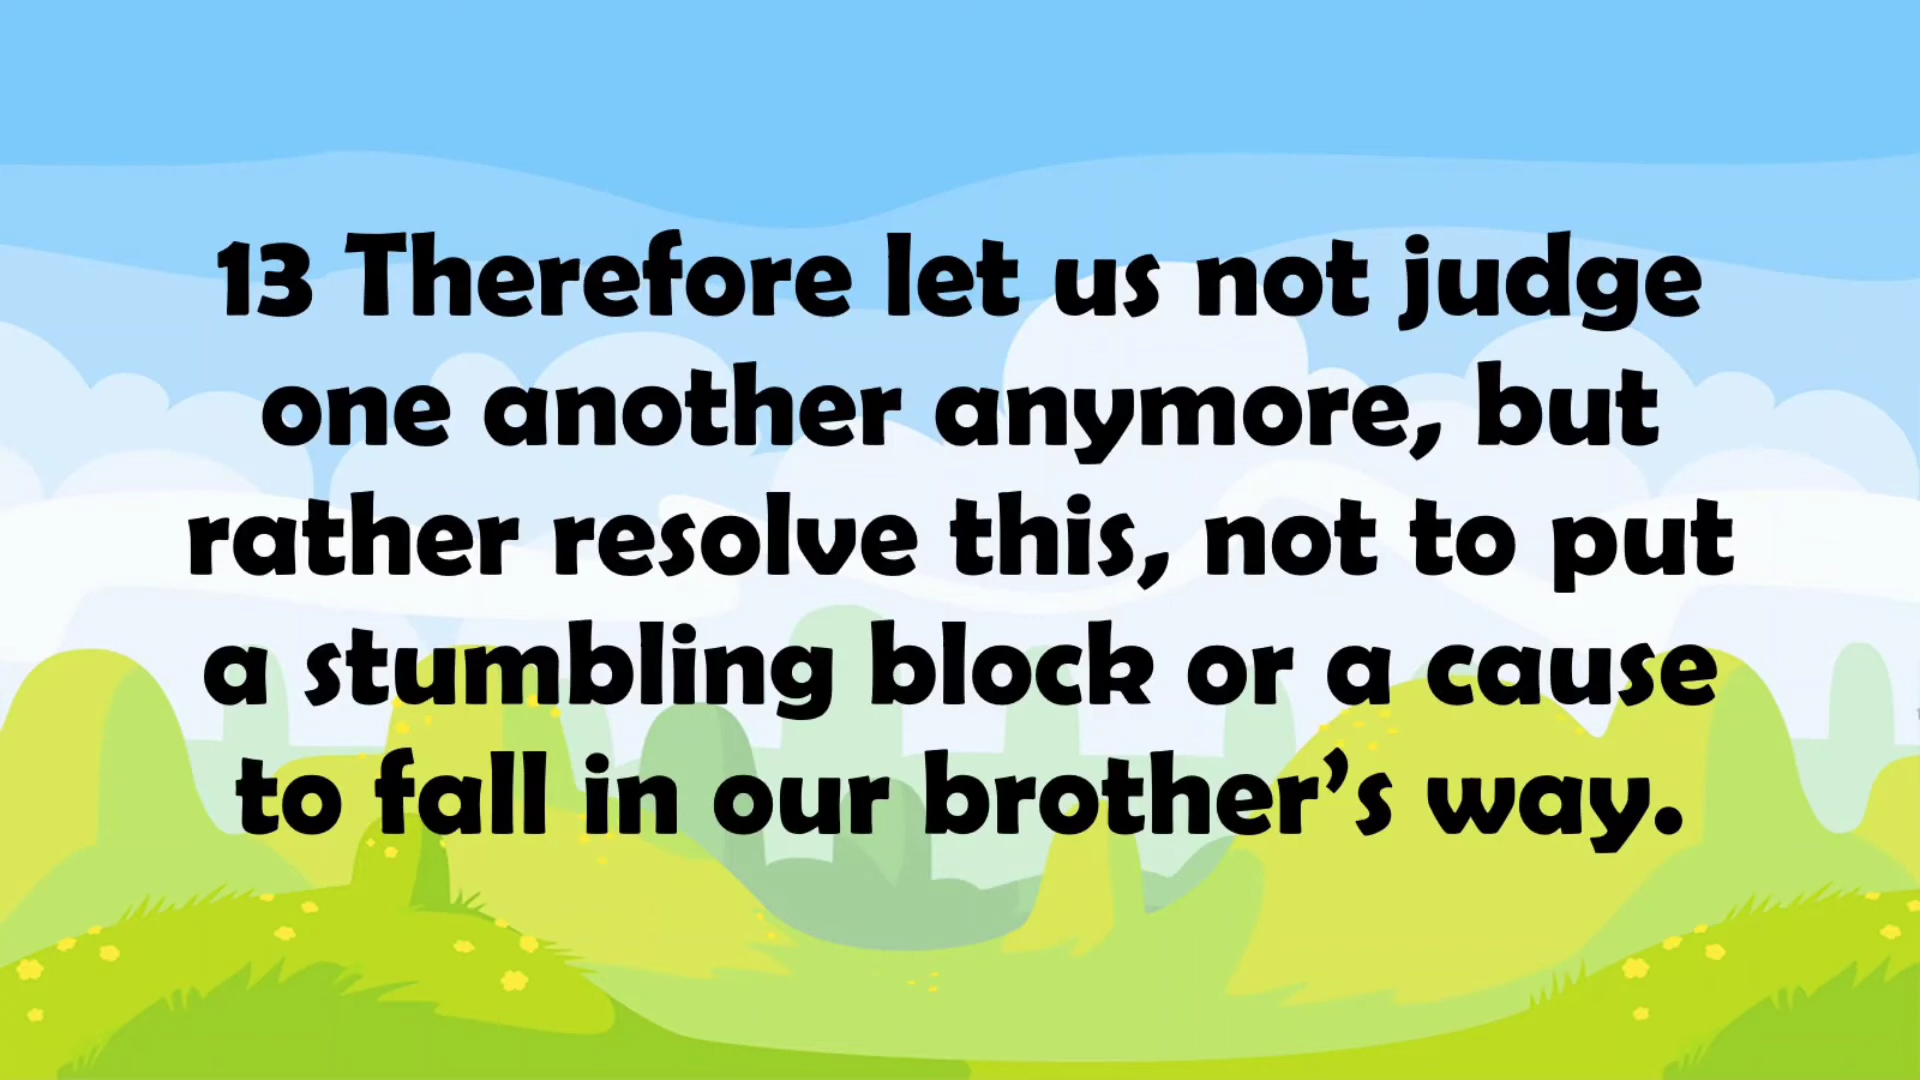 13 Therefore let us not judge
one another anymore, but
rather resolve this, not to put
a stumbling block or a cause
to fall in our brother’s way.